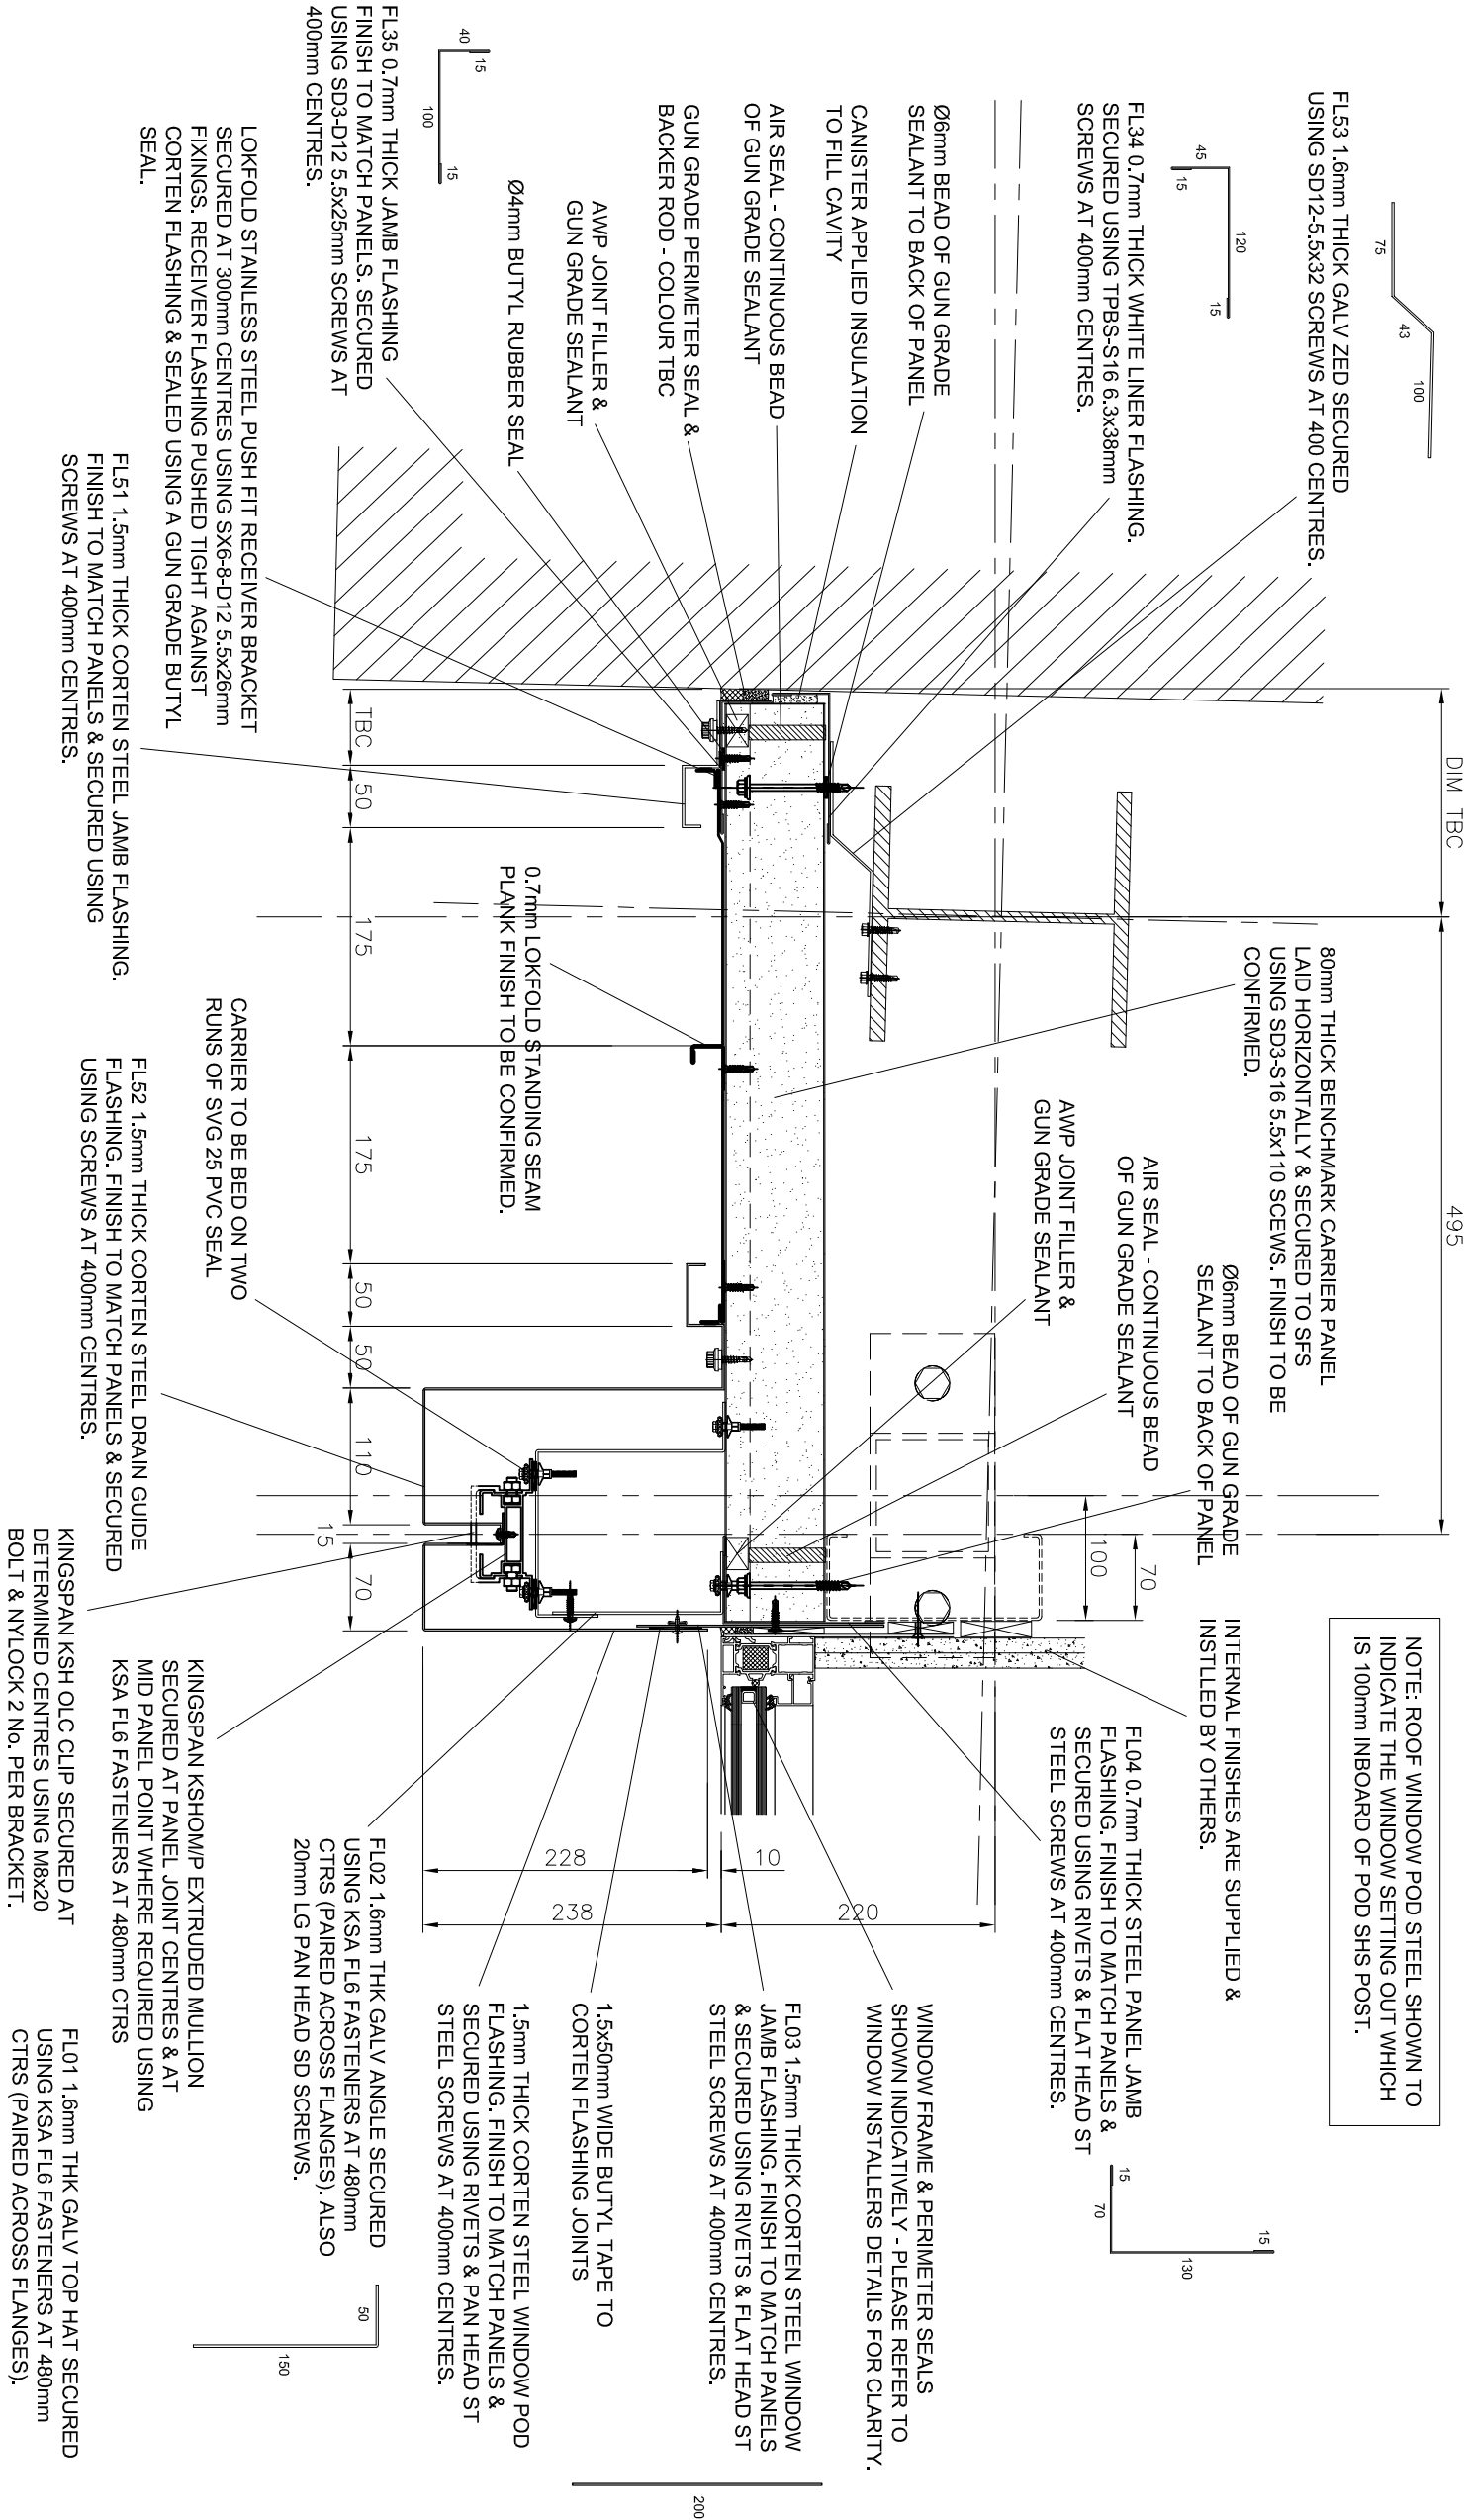 FL53 1.6mm THICK GALV ZED SECURED
USING SD12-5.5x32 SCREWS AT 400 CENTRES.
75
43
100
FL34 0.7mm THICK WHITE LINER FLASHING.
SECURED USING TPBS-S16 6.3x38mm
SCREWS AT 400mm CENTRES.
45
15
120
15
Ø6mm BEAD OF GUN GRADE
SEALANT TO BACK OF PANEL
CANISTER APPLIED INSULATION
TO FILL CAVITY
AIR SEAL - CONTINUOUS BEAD
OF GUN GRADE SEALANT
GUN GRADE PERIMETER SEAL &
BACKER ROD - COLOUR TBC
AWP JOINT FILLER &
GUN GRADE SEALANT
Ø4mm BUTYL RUBBER SEAL
40
15
100
15
FL35 0.7mm THICK JAMB FLASHING
FINISH TO MATCH PANELS. SECURED
USING SD3-D12 5.5x25mm SCREWS AT
400mm CENTRES.
LOKFOLD STAINLESS STEEL PUSH FIT RECEIVER BRACKET
SECURED AT 300mm CENTRES USING SX6-8-D12 5.5x26mm
FIXINGS. RECEIVER FLASHING PUSHED TIGHT AGAINST
CORTEN FLASHING & SEALED USING A GUN GRADE BUTYL
SEAL.
FL51 1.5mm THICK CORTEN STEEL JAMB FLASHING.
FINISH TO MATCH PANELS & SECURED USING
SCREWS AT 400mm CENTRES.
DIM TBC
495
80mm THICK BENCHMARK CARRIER PANEL
LAID HORIZONTALLY & SECURED TO SFS
USING SD3-S16 5.5x110 SCEWS. FINISH TO BE
CONFIRMED.
Ø6mm BEAD OF GUN GRADE
SEALANT TO BACK OF PANEL
AIR SEAL - CONTINUOUS BEAD
OF GUN GRADE SEALANT
AWP JOINT FILLER &
GUN GRADE SEALANT
70
100
0.7mm LOKFOLD STANDING SEAM
PLANK FINISH TO BE CONFIRMED.
TBC
50
175
175
50
50
110
15
70
CARRIER TO BE BED ON TWO
RUNS OF SVG 25 PVC SEAL
FL52 1.5mm THICK CORTEN STEEL DRAIN GUIDE
FLASHING. FINISH TO MATCH PANELS & SECURED
USING SCREWS AT 400mm CENTRES.
KINGSPAN KSH OLC CLIP SECURED AT
DETERMINED CENTRES USING M8x20
BOLT & NYLOCK 2 No. PER BRACKET.
NOTE: ROOF WINDOW POD STEEL SHOWN TO
INDICATE THE WINDOW SETTING OUT WHICH
IS 100mm INBOARD OF POD SHS POST.
INTERNAL FINISHES ARE SUPPLIED &
INSTLLED BY OTHERS.
FL04 0.7mm THICK STEEL PANEL JAMB
FLASHING. FINISH TO MATCH PANELS &
SECURED USING RIVETS & FLAT HEAD ST
STEEL SCREWS AT 400mm CENTRES.
15
70
130
15
WINDOW FRAME & PERIMETER SEALS
SHOWN INDICATIVELY - PLEASE REFER TO
WINDOW INSTALLERS DETAILS FOR CLARITY.
220
10
228
238
FL03 1.5mm THICK CORTEN STEEL WINDOW
JAMB FLASHING. FINISH TO MATCH PANELS
& SECURED USING RIVETS & FLAT HEAD ST
STEEL SCREWS AT 400mm CENTRES.
1.5x50mm WIDE BUTYL TAPE TO
CORTEN FLASHING JOINTS
200
1.5mm THICK CORTEN STEEL WINDOW POD
FLASHING. FINISH TO MATCH PANELS &
SECURED USING RIVETS & PAN HEAD ST
STEEL SCREWS AT 400mm CENTRES.
FL02 1.6mm THK GALV ANGLE SECURED
USING KSA FL6 FASTENERS AT 480mm
CTRS (PAIRED ACROSS FLANGES). ALSO
20mm LG PAN HEAD SD SCREWS.
50
150
KINGSPAN KSHOM/P EXTRUDED MULLION
SECURED AT PANEL JOINT CENTRES & AT
MID PANEL POINT WHERE REQUIRED USING
KSA FL6 FASTENERS AT 480mm CTRS
FL01 1.6mm THK GALV TOP HAT SECURED
USING KSA FL6 FASTENERS AT 480mm
CTRS (PAIRED ACROSS FLANGES).